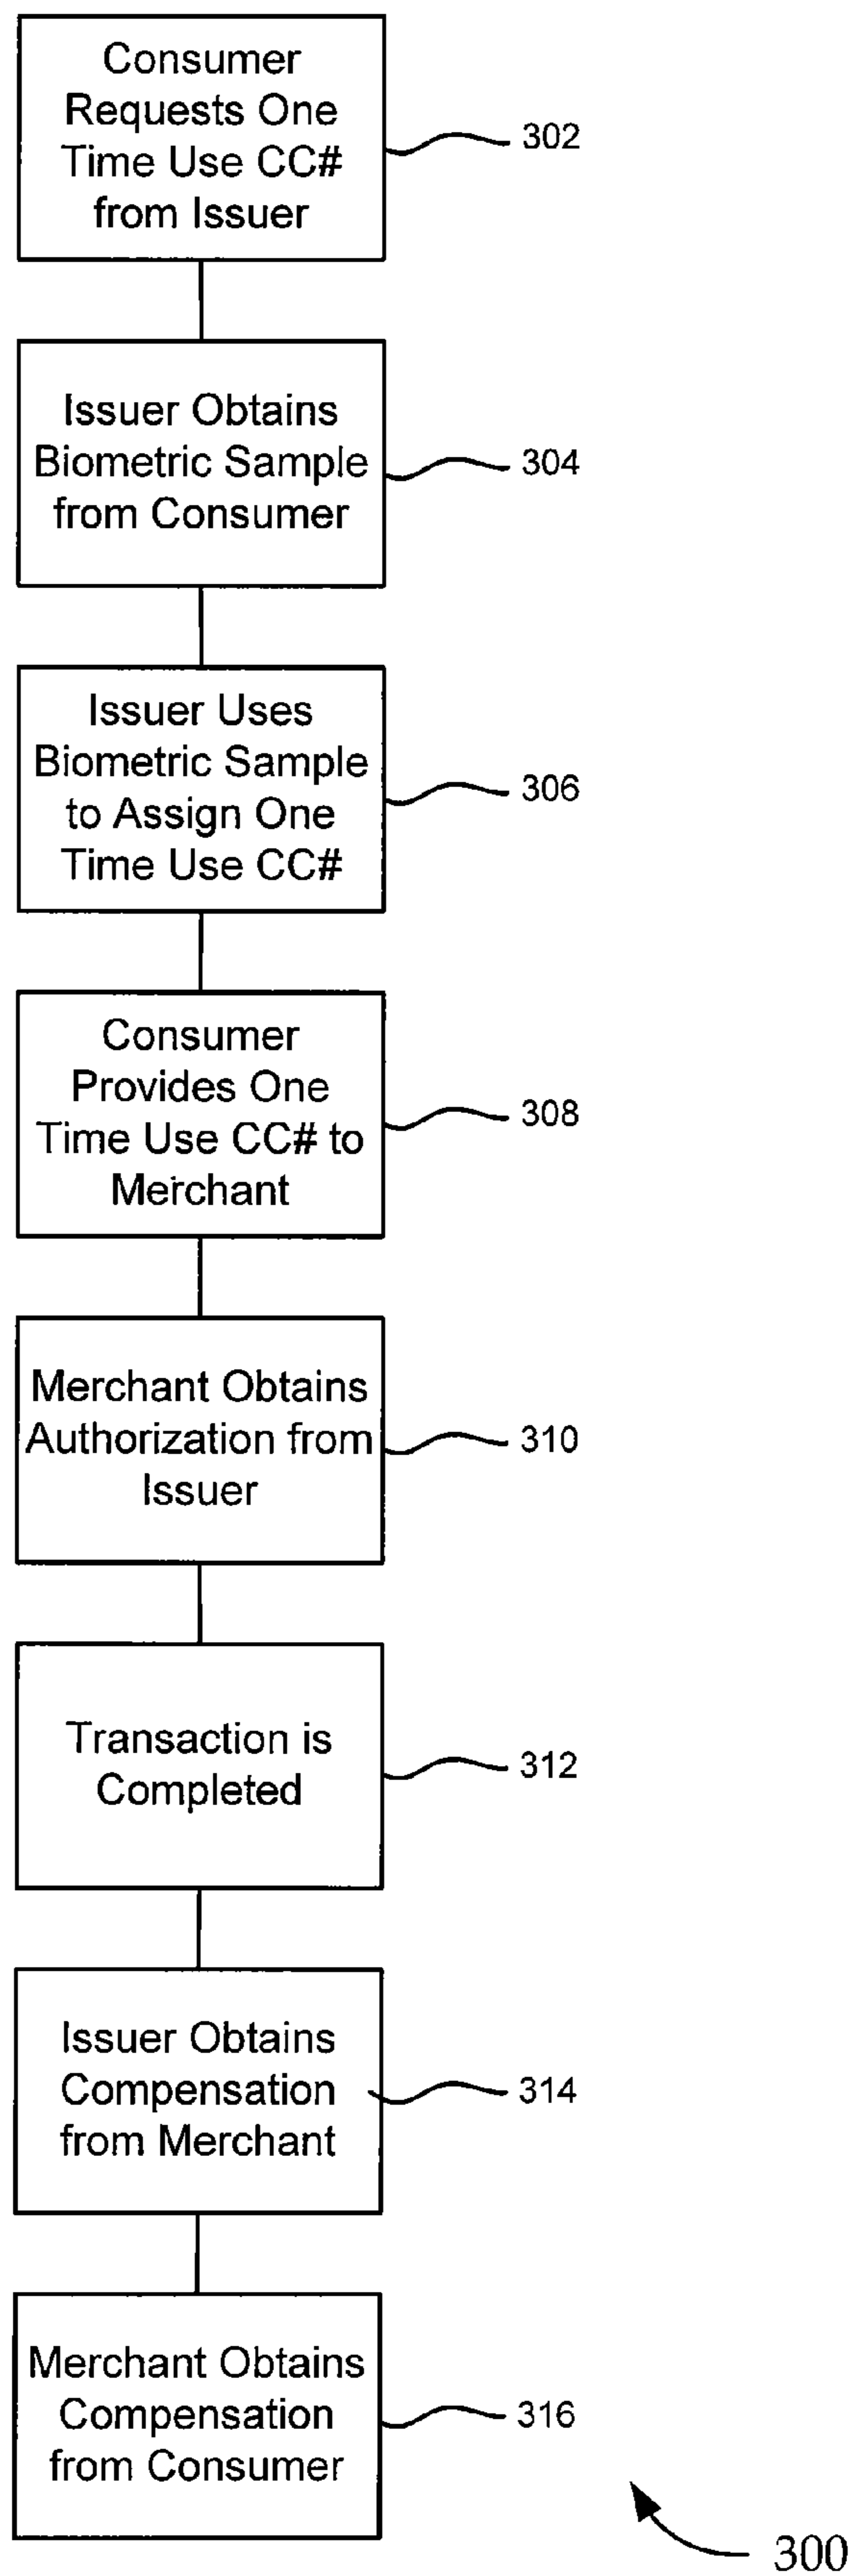 Consumer
Requests One
Time Use CC#
from Issuer
302
Issuer Obtains
Biometric Sample
from Consumer
304
Issuer Uses
Biometric Sample
to Assign One
Time Use CC#
306
Consumer
Provides One
Time Use CC# to
Merchant
308
Merchant Obtains
Authorization from
Issuer
310
Transaction is
Completed
312
Issuer Obtains
Compensation
from Merchant
314
Merchant Obtains
Compensation
from Consumer
316
300